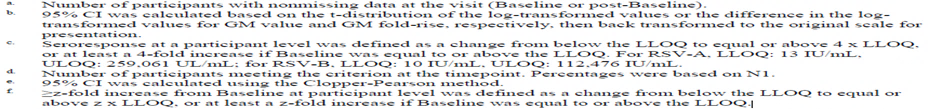 a. Number of participants with nonmissing data at the visit (Baseline or post-Baseline).
b. 95% CI was calculated based on the t-distribution of the log-transformed values or the difference in the log-
transformed values for GM value and GM fold-rise, respectively, then back transformed to the original scale for
presentation.
c. Seroresponse at a participant level was defined as a change from below the LLOQ to equal or above 4 x LLOQ,
or at least a 4-fold increase if Baseline was equal to or above the LLOQ. For RSV-A, LLOQ: 13 IU/mL,
ULOQ: 259,061 UL/mL; for RSV-B, LLOQ: 10 IU/mL, ULOQ: 112,476 IU/mL.
d. Number of participants meeting the criterion at the timepoint. Percentages were based on N1.
e. 95% CI was calculated using the Clopper-Pearson method.
f. ≥z-fold increase from Baseline at participant level was defined as a change from below the LLOQ to equal or
above z x LLOQ, or at least a z-fold increase if Baseline was equal to or above the LLOQ.